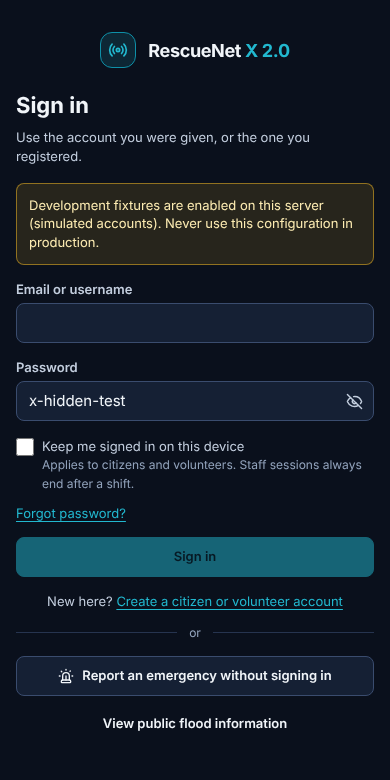 RescueNet X 2.0
Sign in
Use the account you were given, or the one you
registered.
Development fixtures are enabled on this server
(simulated accounts). Never use this configuration in
production.
Email or username
Password
x-hidden-test
Keep me signed in on this device
Applies to citizens and volunteers. Staff sessions always
end after a shift.
Forgot password?
Sign in
New here? Create a citizen or volunteer account
or
Report an emergency without signing in
View public flood information